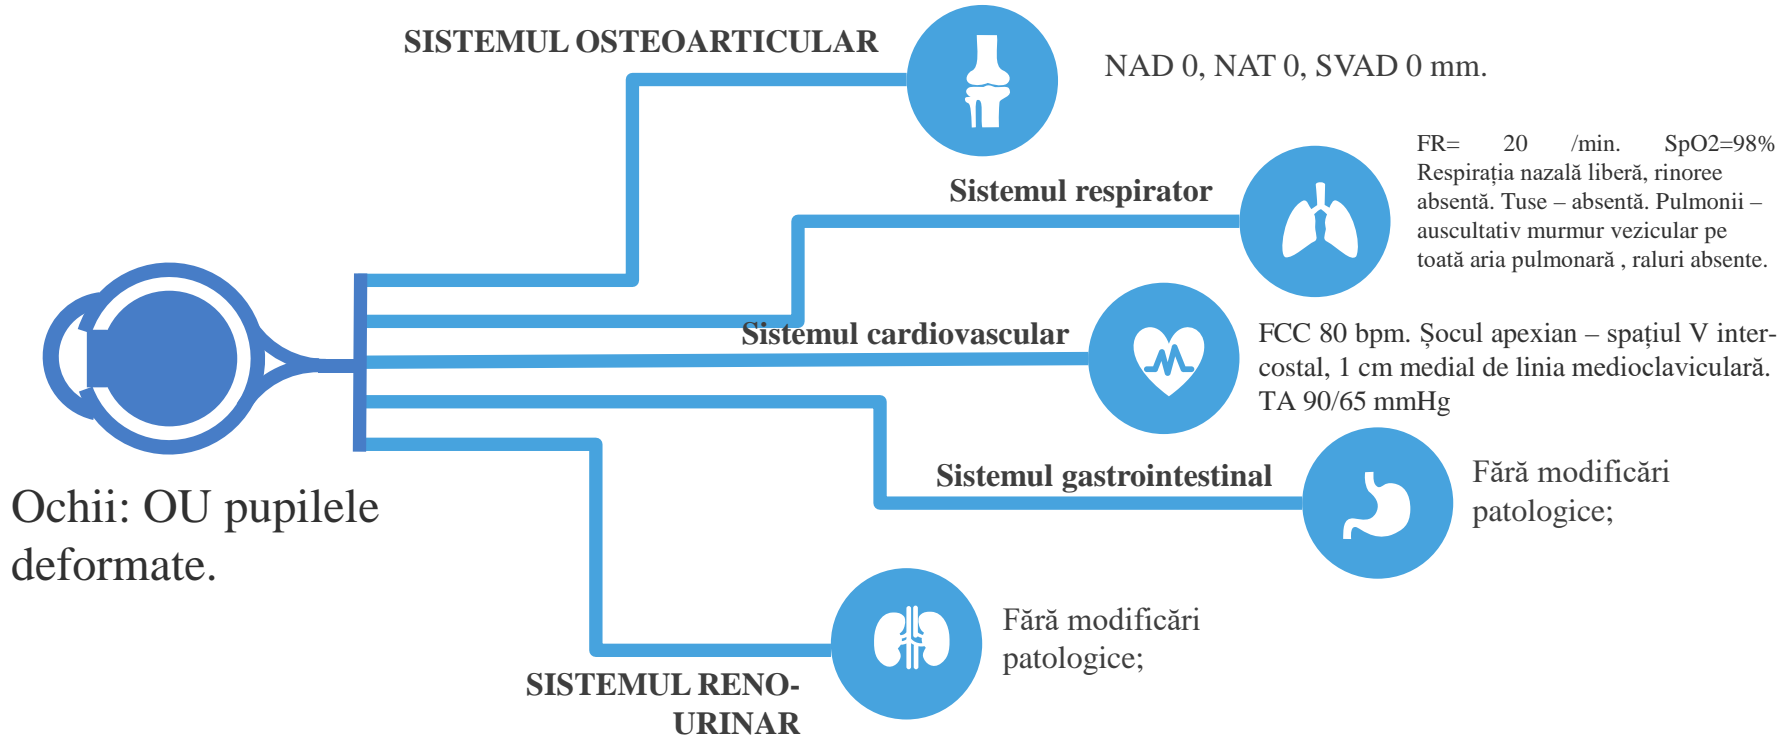 SISTEMUL OSTEOARTICULAR
NAD 0, NAT 0, SVAD 0 mm.
Sistemul respirator
FR= 20 /min. SpO2=98%
Respirația nazală liberă, rinoree
absentă. Tuse – absentă. Pulmonii –
auscultativ murmur vezicular pe
toată aria pulmonară , raluri absente.
Sistemul cardiovascular
FCC 80 bpm. Șocul apexian – spațiul V inter-
costal, 1 cm medial de linia medioclaviculară.
TA 90/65 mmHg
Sistemul gastrointestinal
Fără modificări
patologice;
Ochii: OU pupilele
deformate.
SISTEMUL RENO-
URINAR
Fără modificări
patologice;